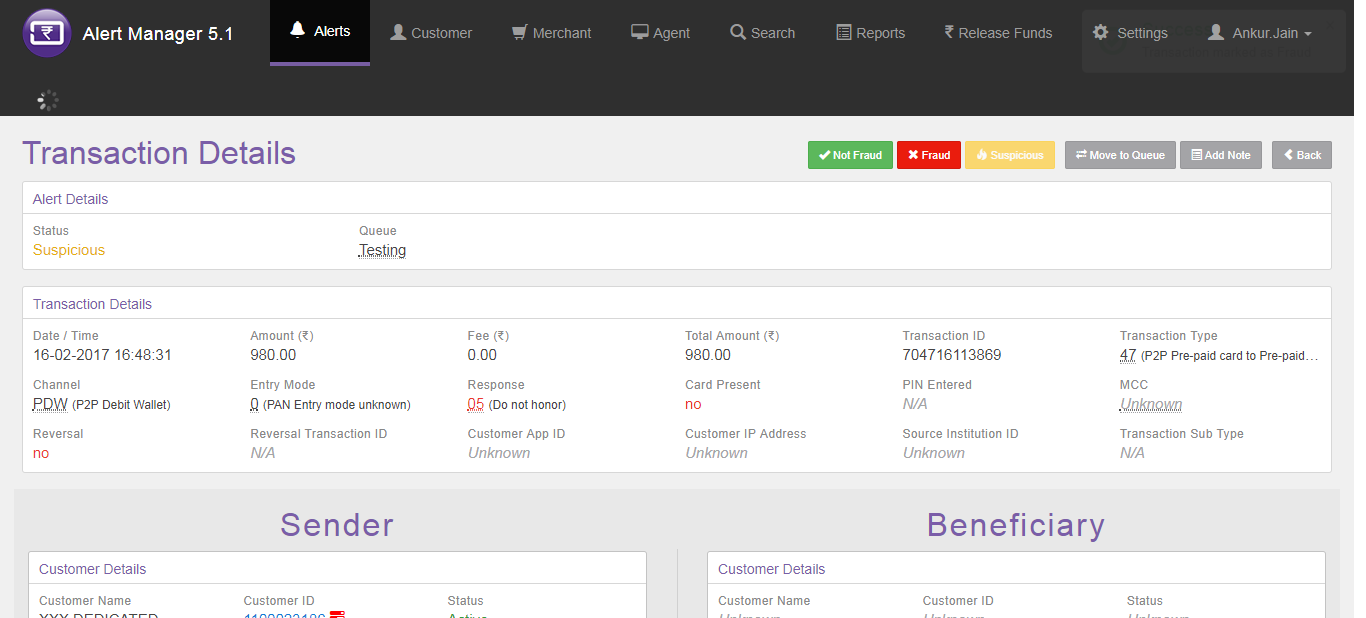 Alert Manager 5.1
Alerts Customer Merchant Agent Search Reports ₹ Release Funds Settings Ankur.Jain
Transaction Details
Not Fraud Fraud Suspicious Move to Queue Add Note Back
Alert Details
Status Queue
Suspicious Testing
Transaction Details
Date / Time Amount (₹) Fee (₹) Total Amount (₹) Transaction ID Transaction Type
16-02-2017 16:48:31 980.00 0.00 980.00 704716113869 47 (P2P Pre-paid card to Pre-paid…
Channel Entry Mode Response Card Present PIN Entered MCC
PDW (P2P Debit Wallet) 0 (PAN Entry mode unknown) 05 (Do not honor) no N/A Unknown
Reversal Reversal Transaction ID Customer App ID Customer IP Address Source Institution ID Transaction Sub Type
no N/A Unknown Unknown Unknown N/A
Sender Beneficiary
Customer Details Customer Details
Customer Name Customer ID Status Customer Name Customer ID Status
XXX DEDICATED Active Unknown Unknown Unknown